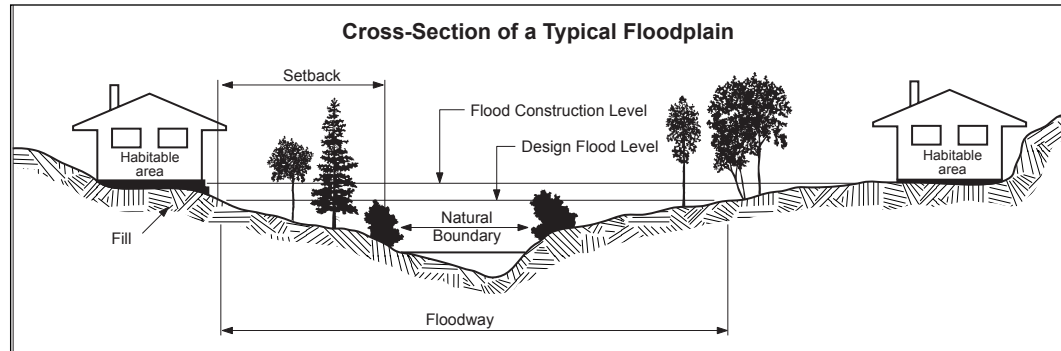 Cross-Section of a Typical Floodplain
Setback
Flood Construction Level
Design Flood Level
Habitable
area
Habitable
area
Natural
Boundary
Fill
Floodway